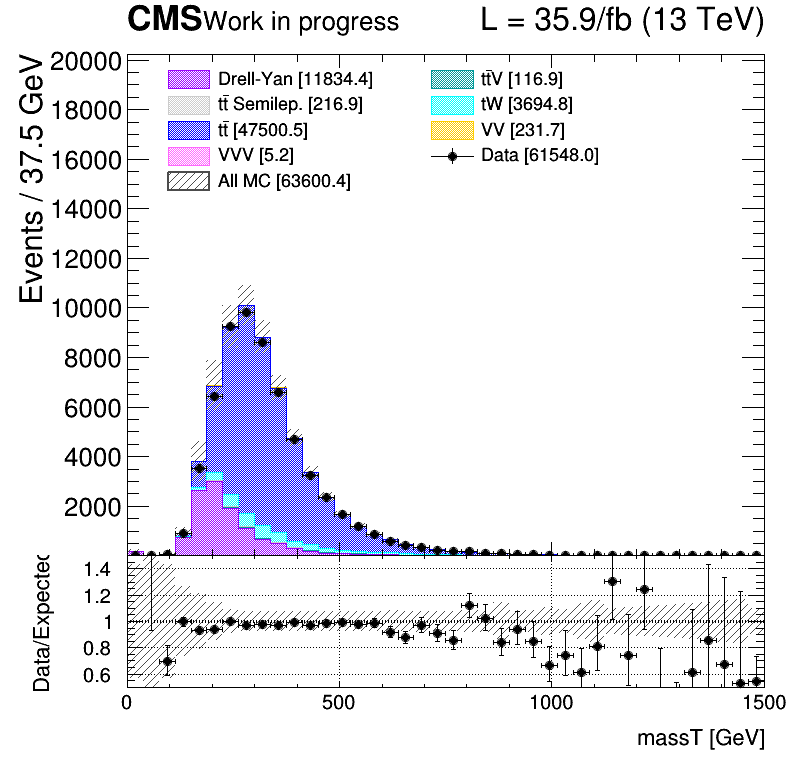 CMS Work in progress L = 35.9/fb (13 TeV)
Events / 37.5 GeV
20000
18000
16000
14000
12000
10000
8000
6000
4000
2000
Drell-Yan [11834.4]
tt̄ Semilep. [216.9]
tt̄ [47500.5]
VVV [5.2]
All MC [63600.4]
tt̄V [116.9]
tW [3694.8]
VV [231.7]
Data [61548.0]
Data/Expected
1.4
1.2
1
0.8
0.6
0 500 1000 1500
massT [GeV]